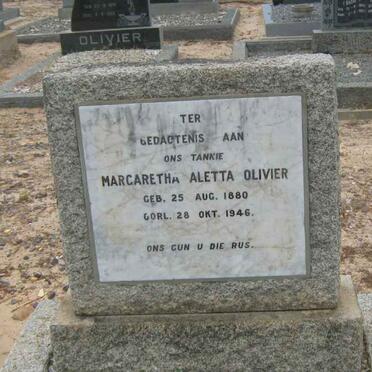 OLIVIER
TER
GEDAGTENIS AAN
ONS TANKIE
MARGARETHA ALETTA OLIVIER
GEB. 25 AUG. 1880
OORL. 28 OKT. 1946.
ONS GUN U DIE RUS.